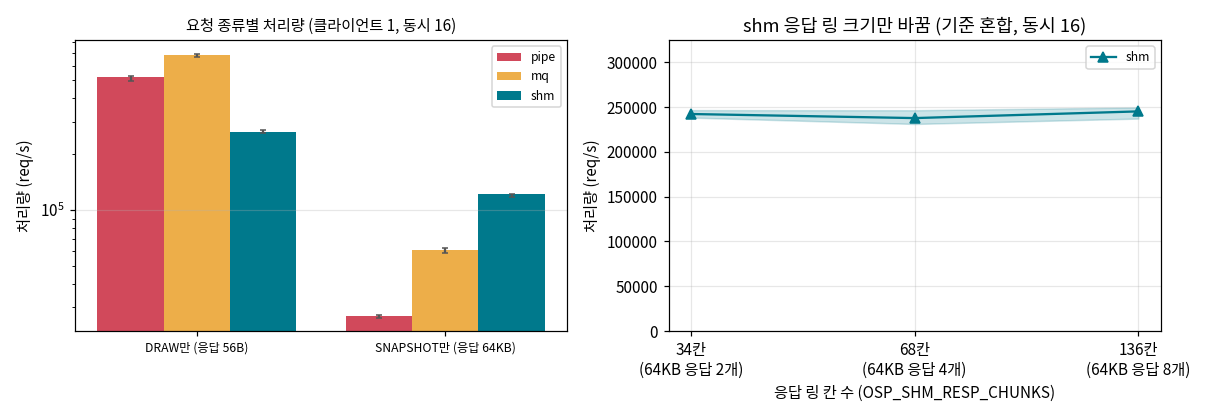 요청 종류별 처리량 (클라이언트 1, 동시 16)
pipe
mq
shm
처리량 (req/s)
10^5
DRAW만 (응답 56B)
SNAPSHOT만 (응답 64KB)
shm 응답 링 크기만 바꿈 (기준 혼합, 동시 16)
shm
처리량 (req/s)
300000
250000
200000
150000
100000
50000
0
34칸
(64KB 응답 2개)
68칸
(64KB 응답 4개)
136칸
(64KB 응답 8개)
응답 링 칸 수 (OSP_SHM_RESP_CHUNKS)